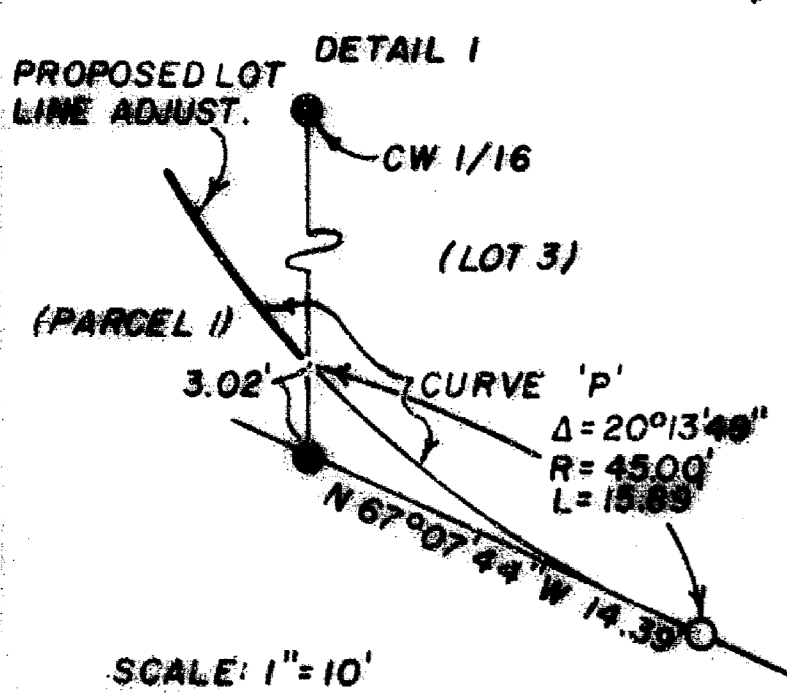 DETAIL 1
PROPOSED LOT
LINE ADJUST.
CW 1/16
(LOT 3)
(PARCEL 1)
3.02'
CURVE 'P'
Δ=20°13'48"
R=45.00'
L=15.89'
N 67°07'44"W 14.39'
SCALE: 1"=10'